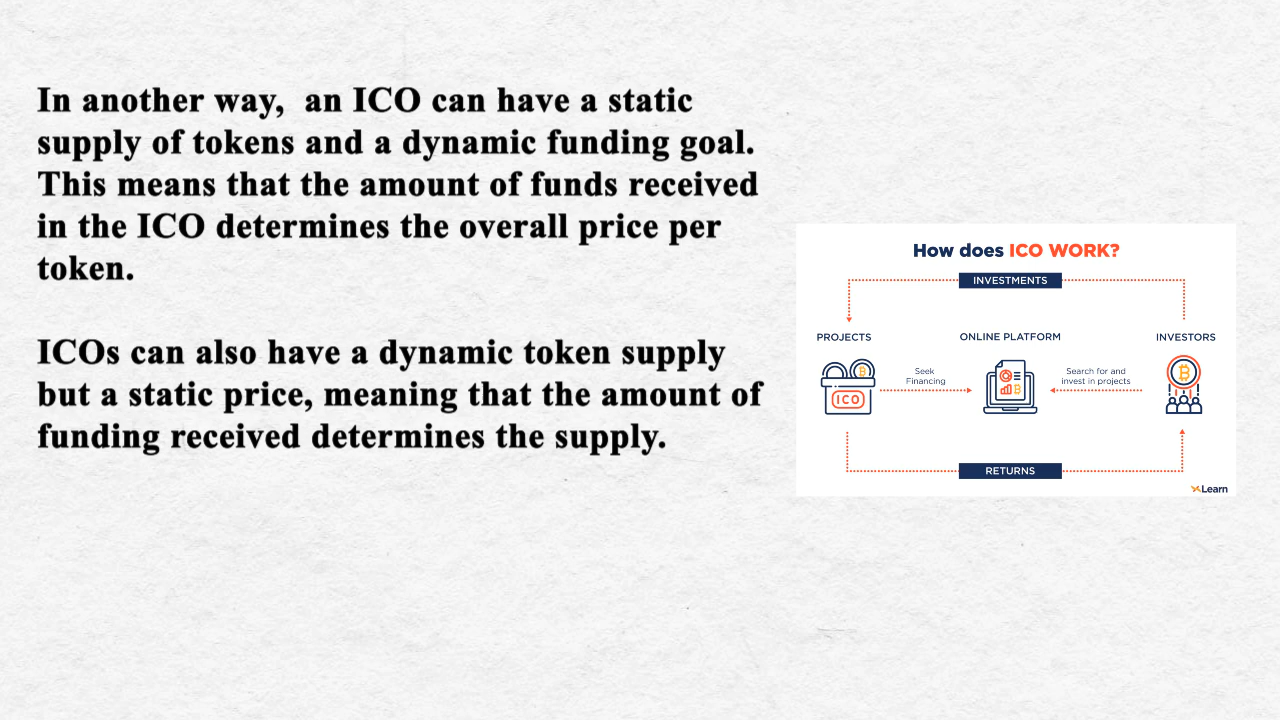 In another way,  an ICO can have a static
supply of tokens and a dynamic funding goal.
This means that the amount of funds received
in the ICO determines the overall price per
token.
ICOs can also have a dynamic token supply
but a static price, meaning that the amount of
funding received determines the supply.
How does ICO WORK?
INVESTMENTS
PROJECTS
ONLINE PLATFORM
INVESTORS
Seek
Financing
Search for and
invest in projects
ICO
RETURNS
Learn